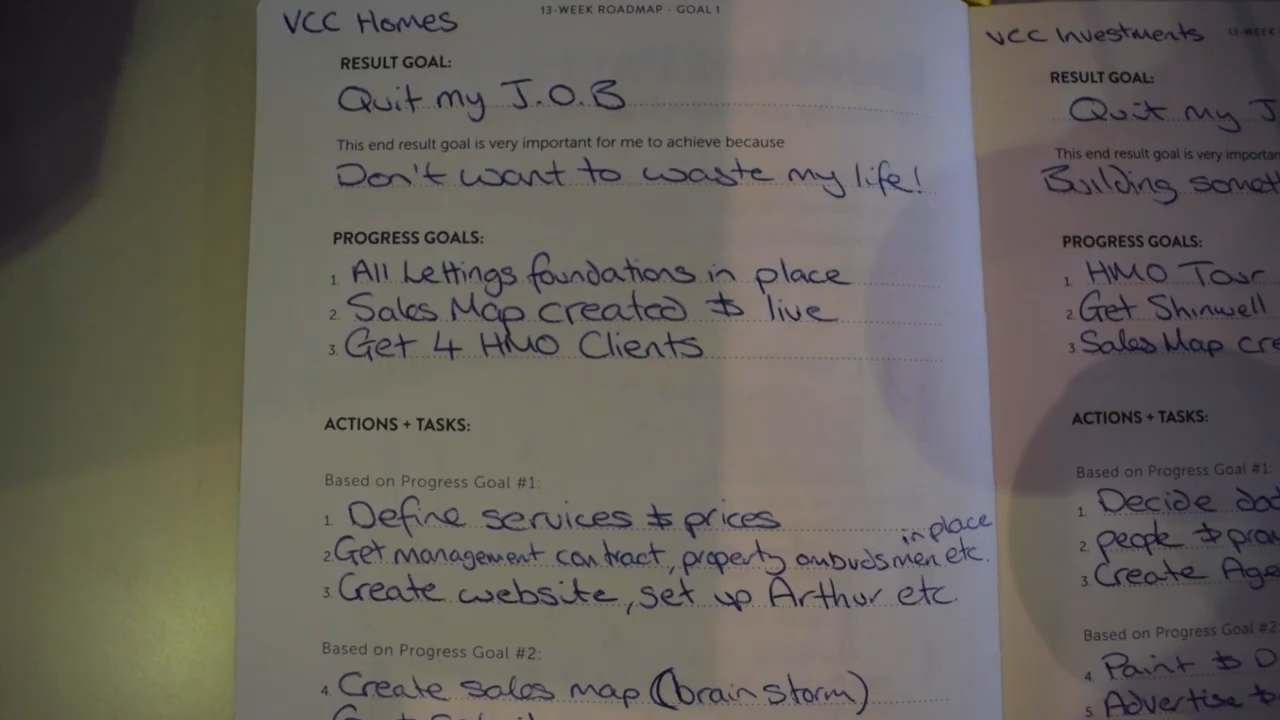 VCC Homes
13-WEEK ROADMAP - GOAL 1
RESULT GOAL:
Quit my J.O.B
This end result goal is very important for me to achieve because
Don't want to waste my life!
PROGRESS GOALS:
1. All Lettings foundations in place
2. Sales Map created & live
3. Get 4 HMO Clients
ACTIONS + TASKS:
Based on Progress Goal #1:
1. Define services & prices
2. Get management contract, property ombudsmen etc. in place
3. Create website, set up Arthur etc.
Based on Progress Goal #2:
4. Create sales map (brainstorm)
VCC Investments
13-WEEK
RESULT GOAL:
Quit my J
This end result goal is very importan
Building somet
PROGRESS GOALS:
1. HMO Tour
2. Get Shinwell
3. Sales Map cre
ACTIONS + TASKS:
Based on Progress Goal #1:
1. Decide dat
2. people & prov
3. Create Age
Based on Progress Goal #2
4. Paint & D
5. Advertise &